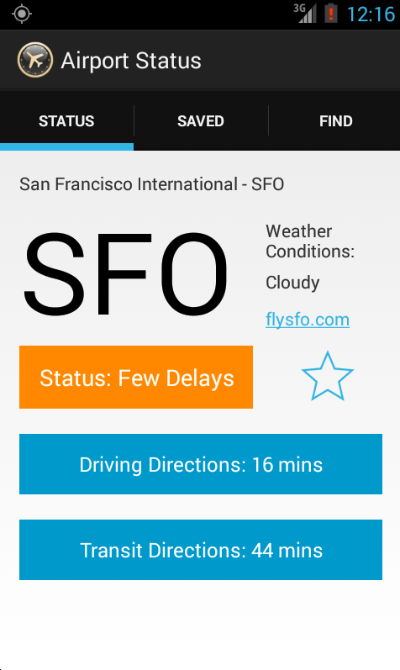 3G 12:16
Airport Status
STATUS SAVED FIND
San Francisco International - SFO
SFO
Weather
Conditions:
Cloudy
flysfo.com
Status: Few Delays
Driving Directions: 16 mins
Transit Directions: 44 mins